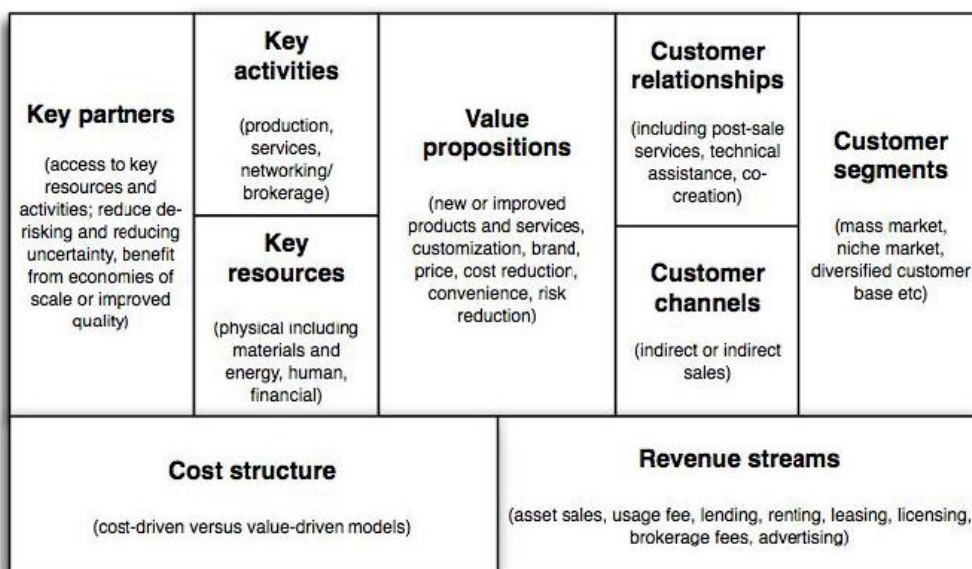 Key partners
(access to key
resources and
activities; reduce de-
risking and reducing
uncertainty, benefit
from economies of
scale or improved
quality)
Key
activities
(production,
services,
networking/
brokerage)
Key
resources
(physical including
materials and
energy, human,
financial)
Value
propositions
(new or improved
products and services,
customization, brand,
price, cost reduction,
convenience, risk
reduction)
Customer
relationships
(including post-sale
services, technical
assistance, co-
creation)
Customer
channels
(indirect or indirect
sales)
Customer
segments
(mass market,
niche market,
diversified customer
base etc)
Cost structure
(cost-driven versus value-driven models)
Revenue streams
(asset sales, usage fee, lending, renting, leasing, licensing,
brokerage fees, advertising)